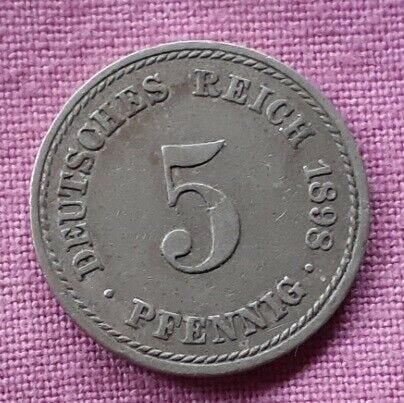 DEUTSCHES REICH 1898
5
· PFENNIG ·